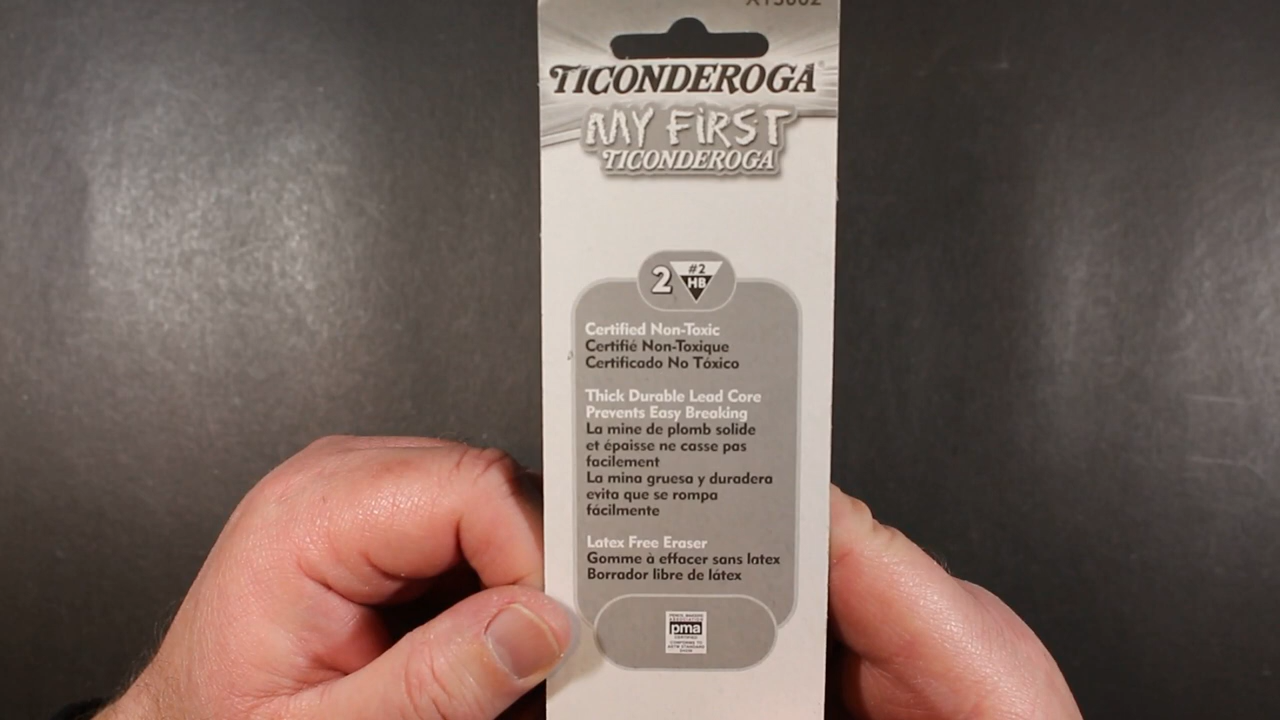 TICONDEROGA®
MY FiRST
TICONDEROGA
2 #2
HB
Certified Non-Toxic
Certifié Non-Toxique
Certificado No Tóxico
Thick Durable Lead Core
Prevents Easy Breaking
La mine de plomb solide
et épaisse ne casse pas
facilement
La mina gruesa y duradera
evita que se rompa
fácilmente
Latex Free Eraser
Gomme à effacer sans latex
Borrador libre de látex
pma
CERTIFIED